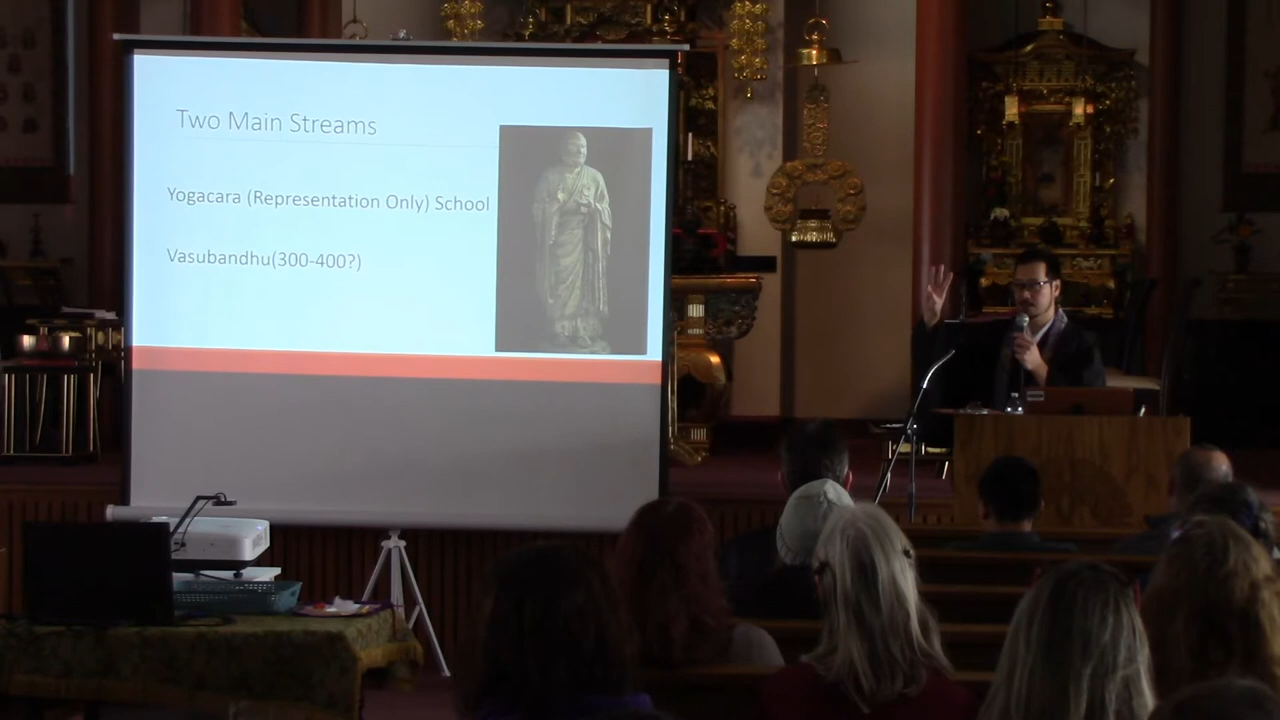 Two Main Streams
Yogacara (Representation Only) School
Vasubandhu(300-400?)